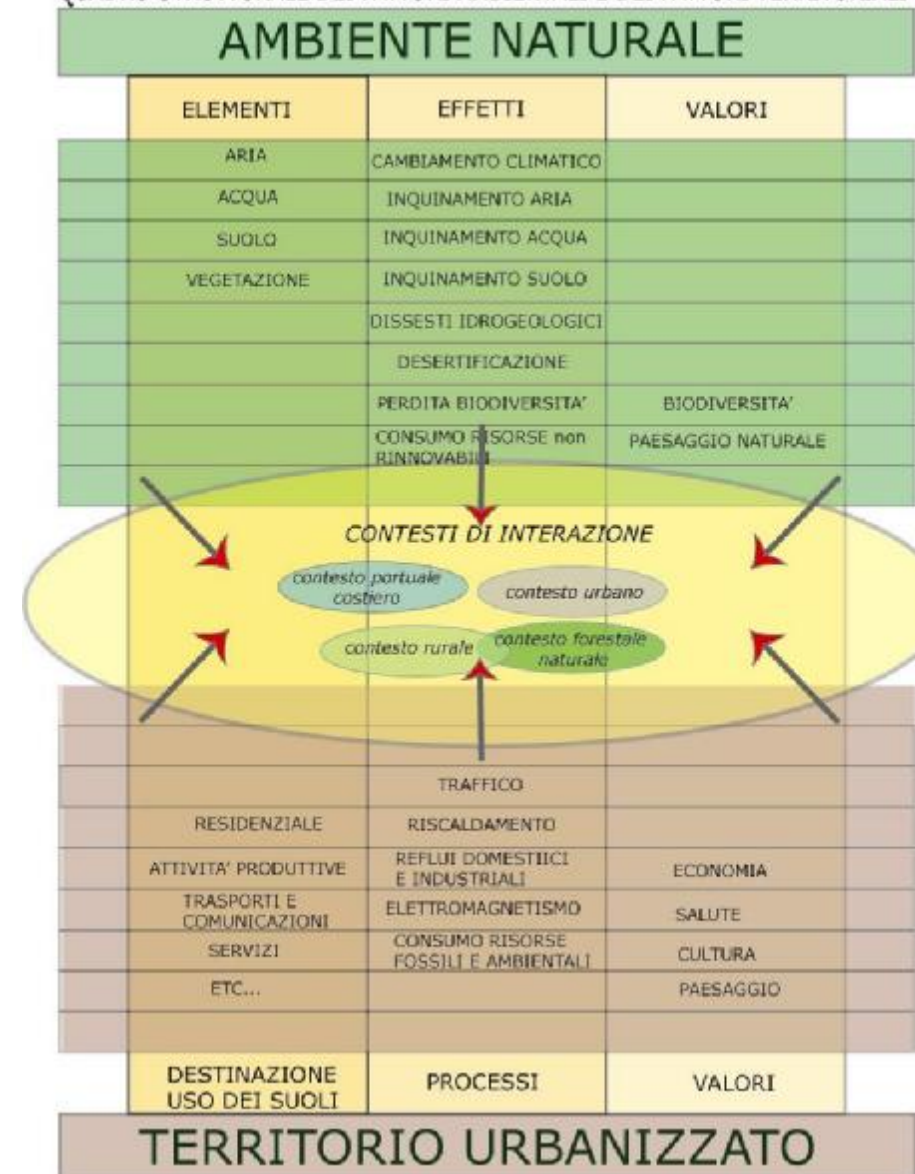 AMBIENTE NATURALE
ELEMENTI EFFETTI VALORI
ARIA CAMBIAMENTO CLIMATICO
ACQUA INQUINAMENTO ARIA
SUOLO INQUINAMENTO ACQUA
VEGETAZIONE INQUINAMENTO SUOLO
DISSESTI IDROGEOLOGICI
DESERTIFICAZIONE
PERDITA BIODIVERSITA' BIODIVERSITA'
CONSUMO RISORSE non
RINNOVABILI
PAESAGGIO NATURALE
CONTESTI DI INTERAZIONE
contesto portuale
costiero
contesto urbano
contesto rurale
contesto forestale
naturale
TRAFFICO
RESIDENZIALE RISCALDAMENTO
ATTIVITA' PRODUTTIVE
REFLUI DOMESTIICI
E INDUSTRIALI
ECONOMIA
TRASPORTI E
COMUNICAZIONI
ELETTROMAGNETISMO
SALUTE
SERVIZI
CONSUMO RISORSE
FOSSILI E AMBIENTALI
CULTURA
ETC... PAESAGGIO
DESTINAZIONE
USO DEI SUOLI
PROCESSI
VALORI
TERRITORIO URBANIZZATO